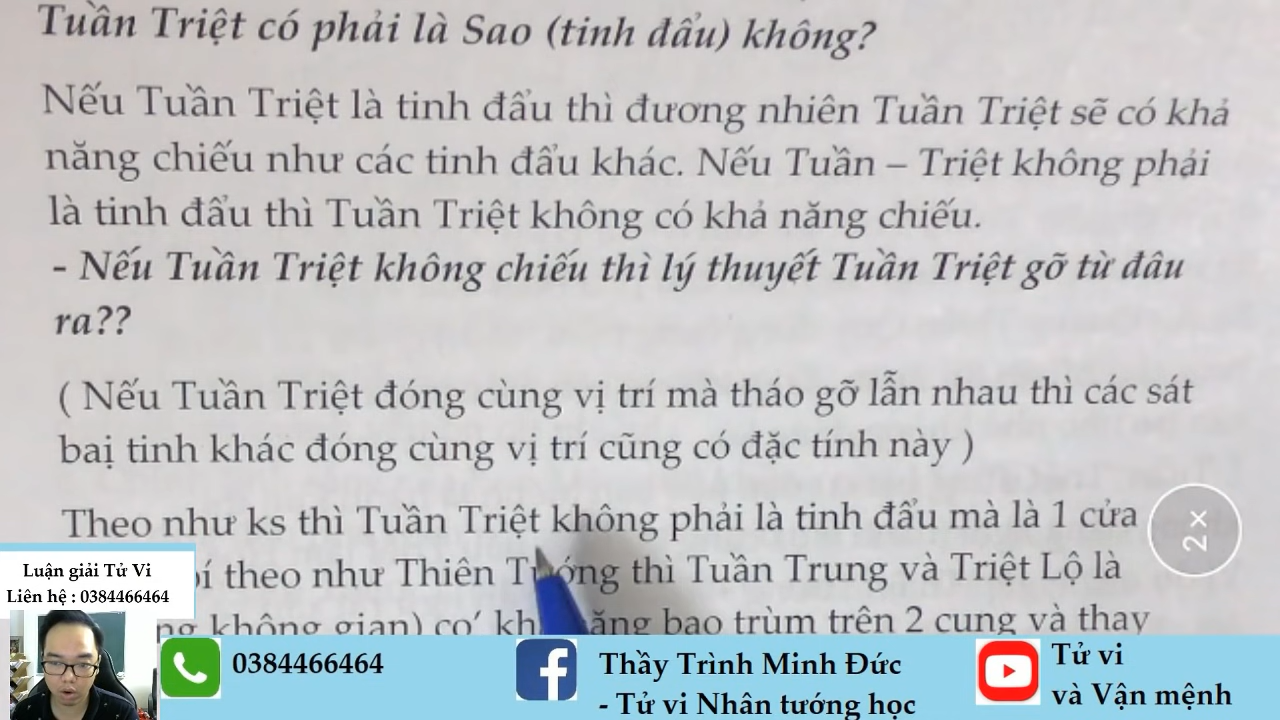 Tuần Triệt có phải là Sao (tinh đẩu) không?
Nếu Tuần Triệt là tinh đẩu thì đương nhiên Tuần Triệt sẽ có khả
năng chiếu như các tinh đẩu khác. Nếu Tuần – Triệt không phải
là tinh đẩu thì Tuần Triệt không có khả năng chiếu.
- Nếu Tuần Triệt không chiếu thì lý thuyết Tuần Triệt gỡ từ đâu
ra??
( Nếu Tuần Triệt đóng cùng vị trí mà tháo gỡ lẫn nhau thì các sát
bại tinh khác đóng cùng vị trí cũng có đặc tính này )
Theo như ks thì Tuần Triệt không phải là tinh đẩu mà là 1 cửa
theo như Thiên Tướng thì Tuần Trung và Triệt Lộ là
không gian) có khả năng bao trùm trên 2 cung và thay
2×
Luận giải Tử Vi
Liên hệ : 0384466464
0384466464
Thầy Trình Minh Đức
- Tử vi Nhân tướng học
Tử vi
và Vận mệnh